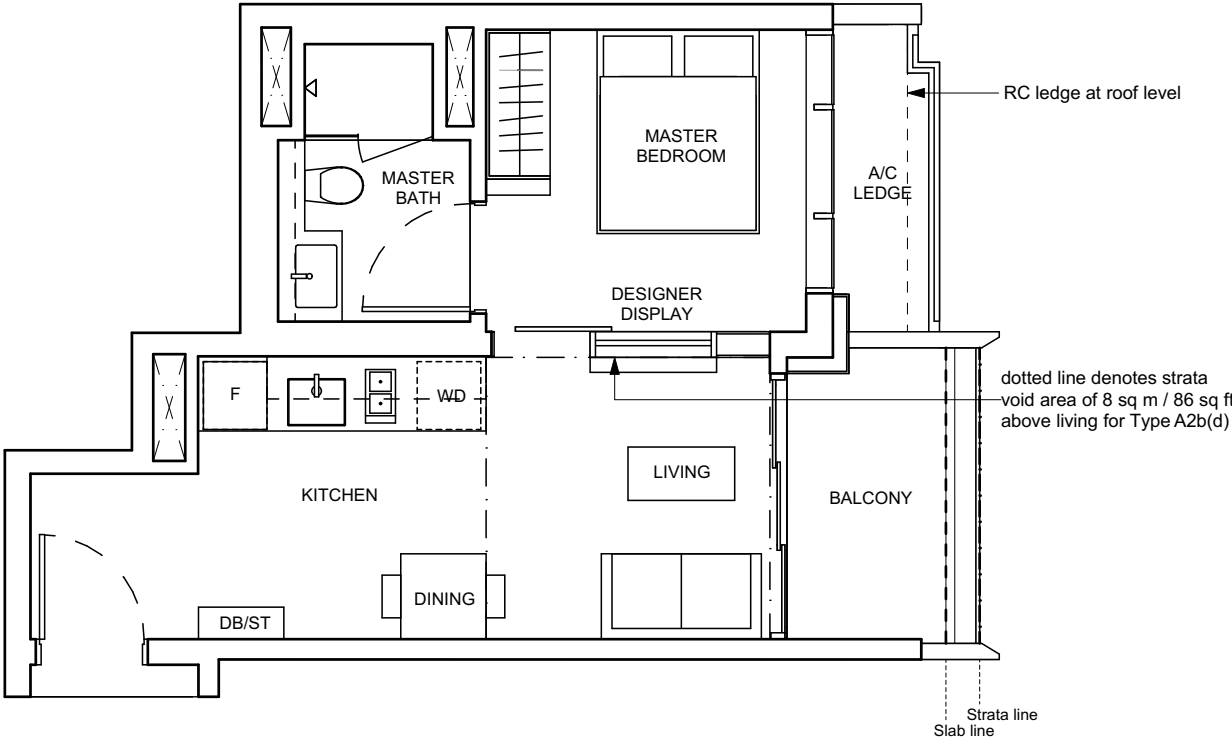 RC ledge at roof level
MASTER
BEDROOM
MASTER
BATH
A/C
LEDGE
DESIGNER
DISPLAY
dotted line denotes strata
void area of 8 sq m / 86 sq ft
above living for Type A2b(d)
F
WD
LIVING
KITCHEN
BALCONY
DINING
DB/ST
Strata line
Slab line